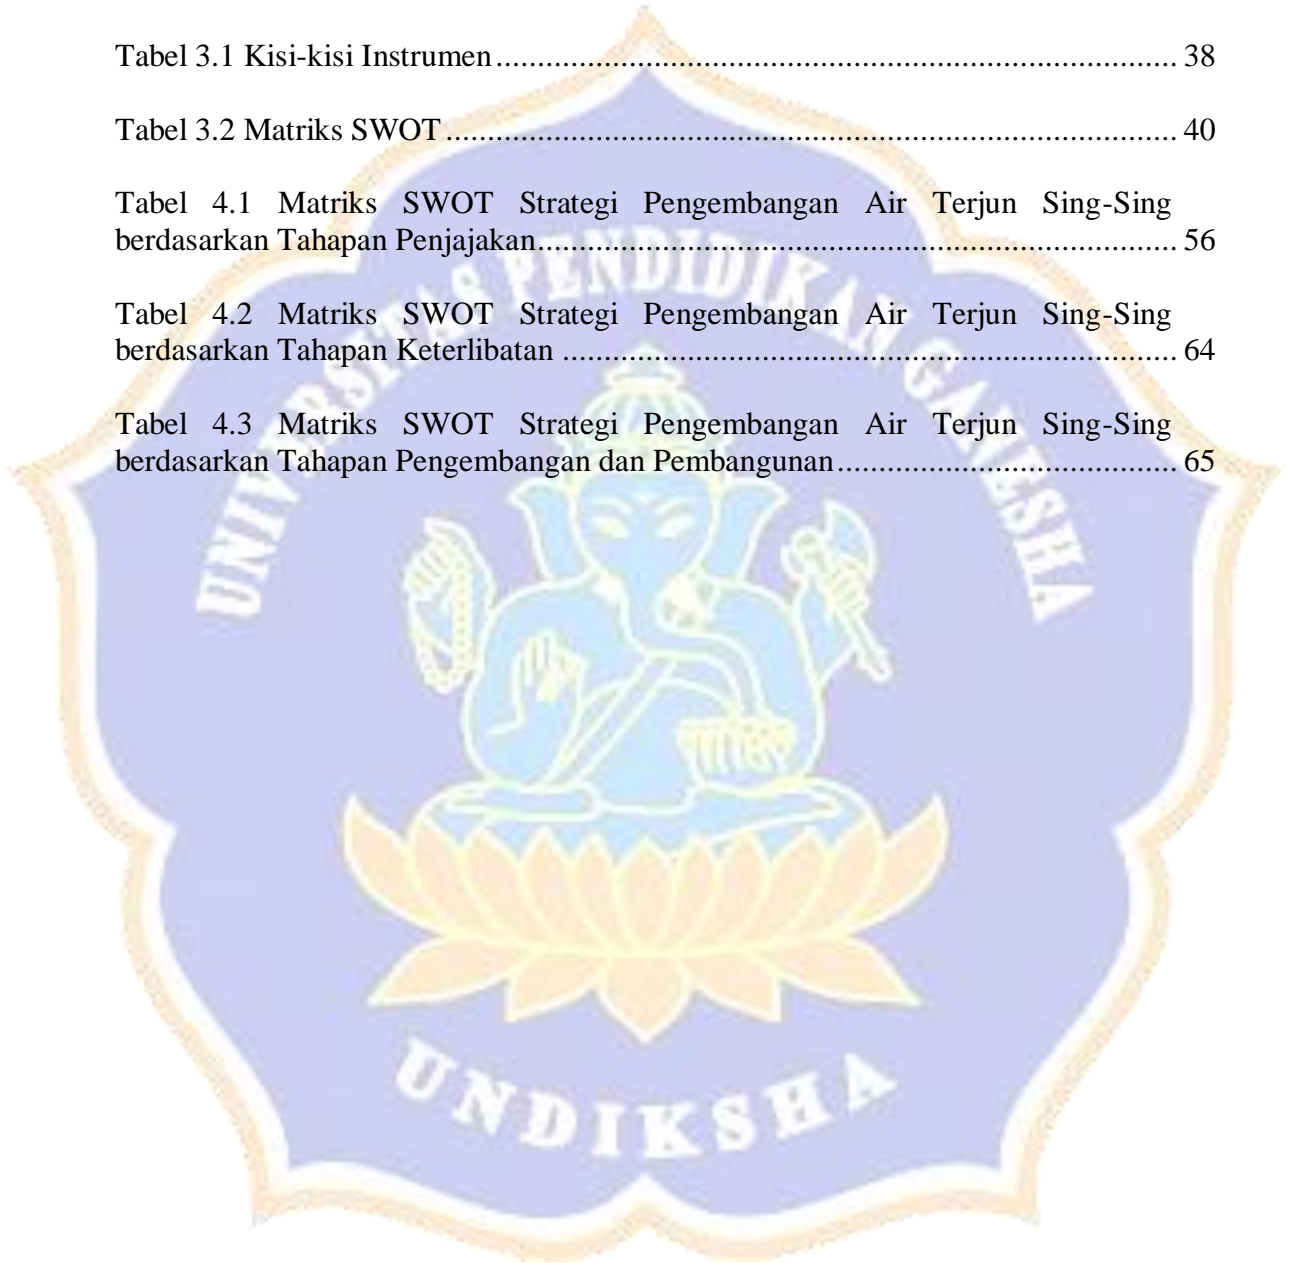 Tabel 3.1 Kisi-kisi Instrumen.................................................................................. 38
Tabel 3.2 Matriks SWOT........................................................................................ 40
Tabel 4.1 Matriks SWOT Strategi Pengembangan Air Terjun Sing-Sing
berdasarkan Tahapan Penjajakan............................................................................. 56
Tabel 4.2 Matriks SWOT Strategi Pengembangan Air Terjun Sing-Sing
berdasarkan Tahapan Keterlibatan .......................................................................... 64
Tabel 4.3 Matriks SWOT Strategi Pengembangan Air Terjun Sing-Sing
berdasarkan Tahapan Pengembangan dan Pembangunan......................................... 65
UNIVERSITAS PENDIDIKAN GANESHA
UNDIKSHA